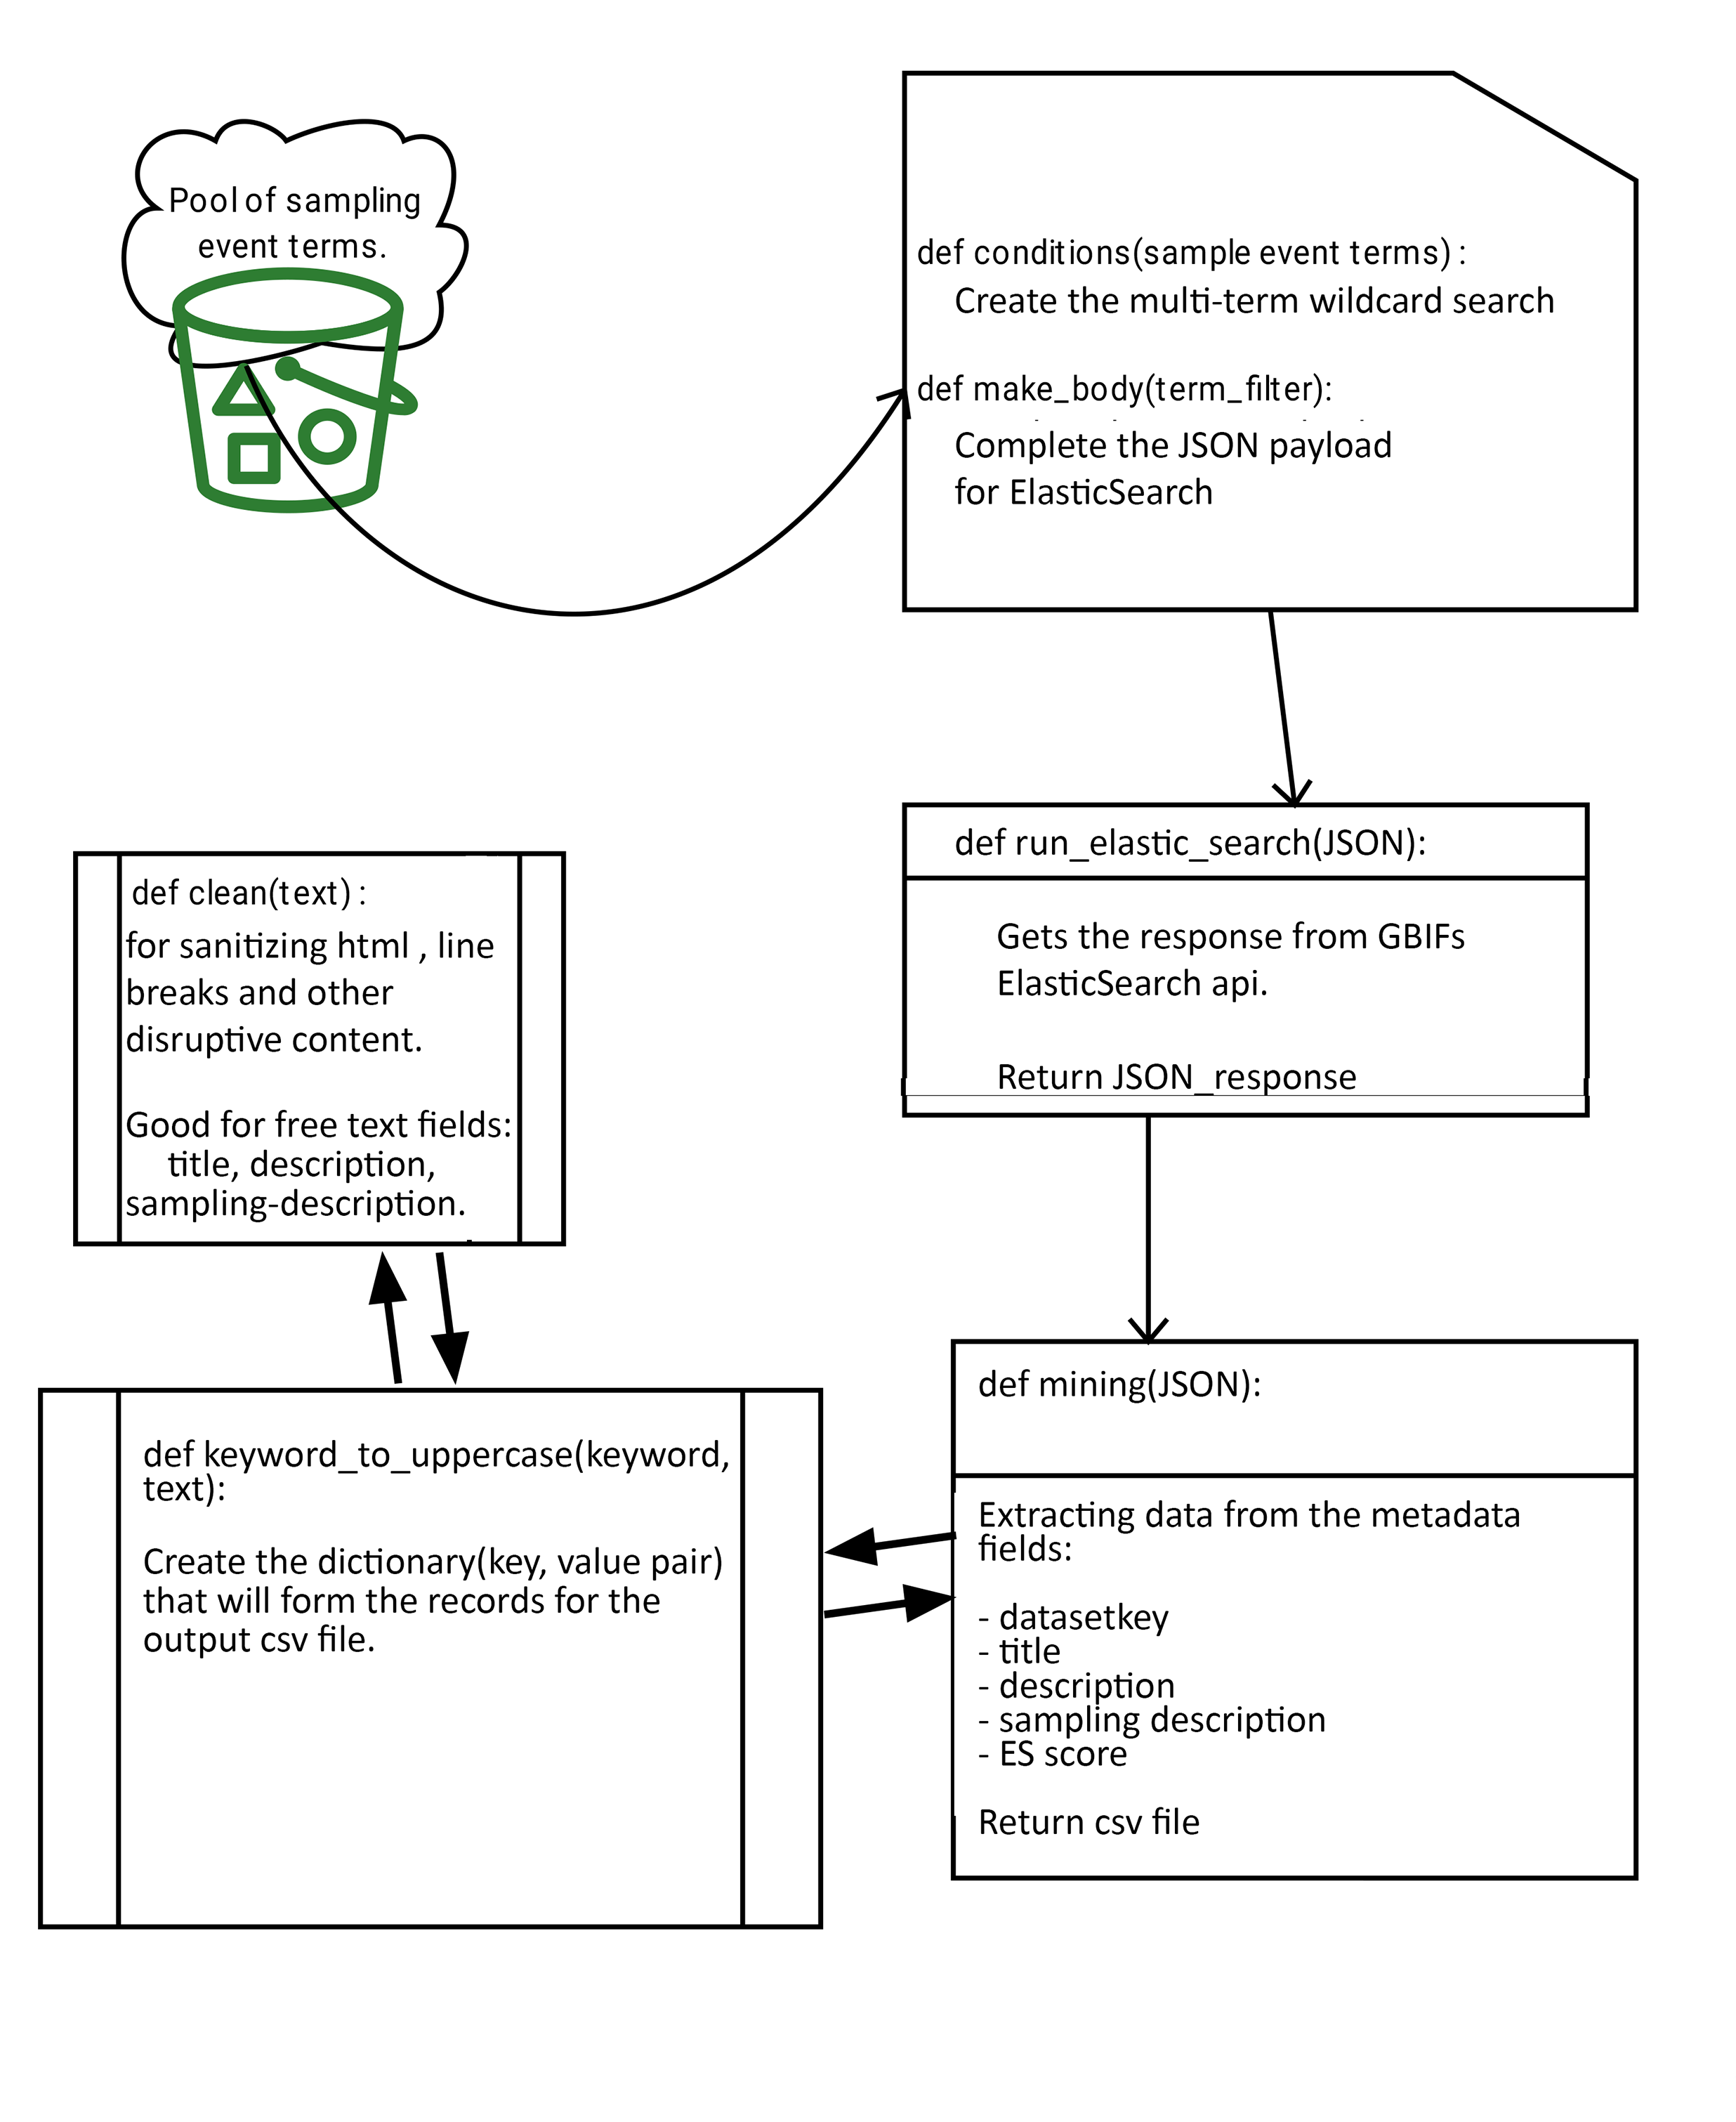 Pool of sampling
event terms.
def conditions(sample event terms) :
Create the multi-term wildcard search
def make_body(term_filter):
Complete the JSON payload
for ElasticSearch
def run_elastic_search(JSON):
Gets the response from GBIFs
ElasticSearch api.
Return JSON_response
def clean(text) :
for sanitizing html , line
breaks and other
disruptive content.
Good for free text fields:
title, description,
sampling-description.
def keyword_to_uppercase(keyword,
text):
Create the dictionary(key, value pair)
that will form the records for the
output csv file.
def mining(JSON):
Extracting data from the metadata
fields:
- datasetkey
- title
- description
- sampling description
- ES score
Return csv file